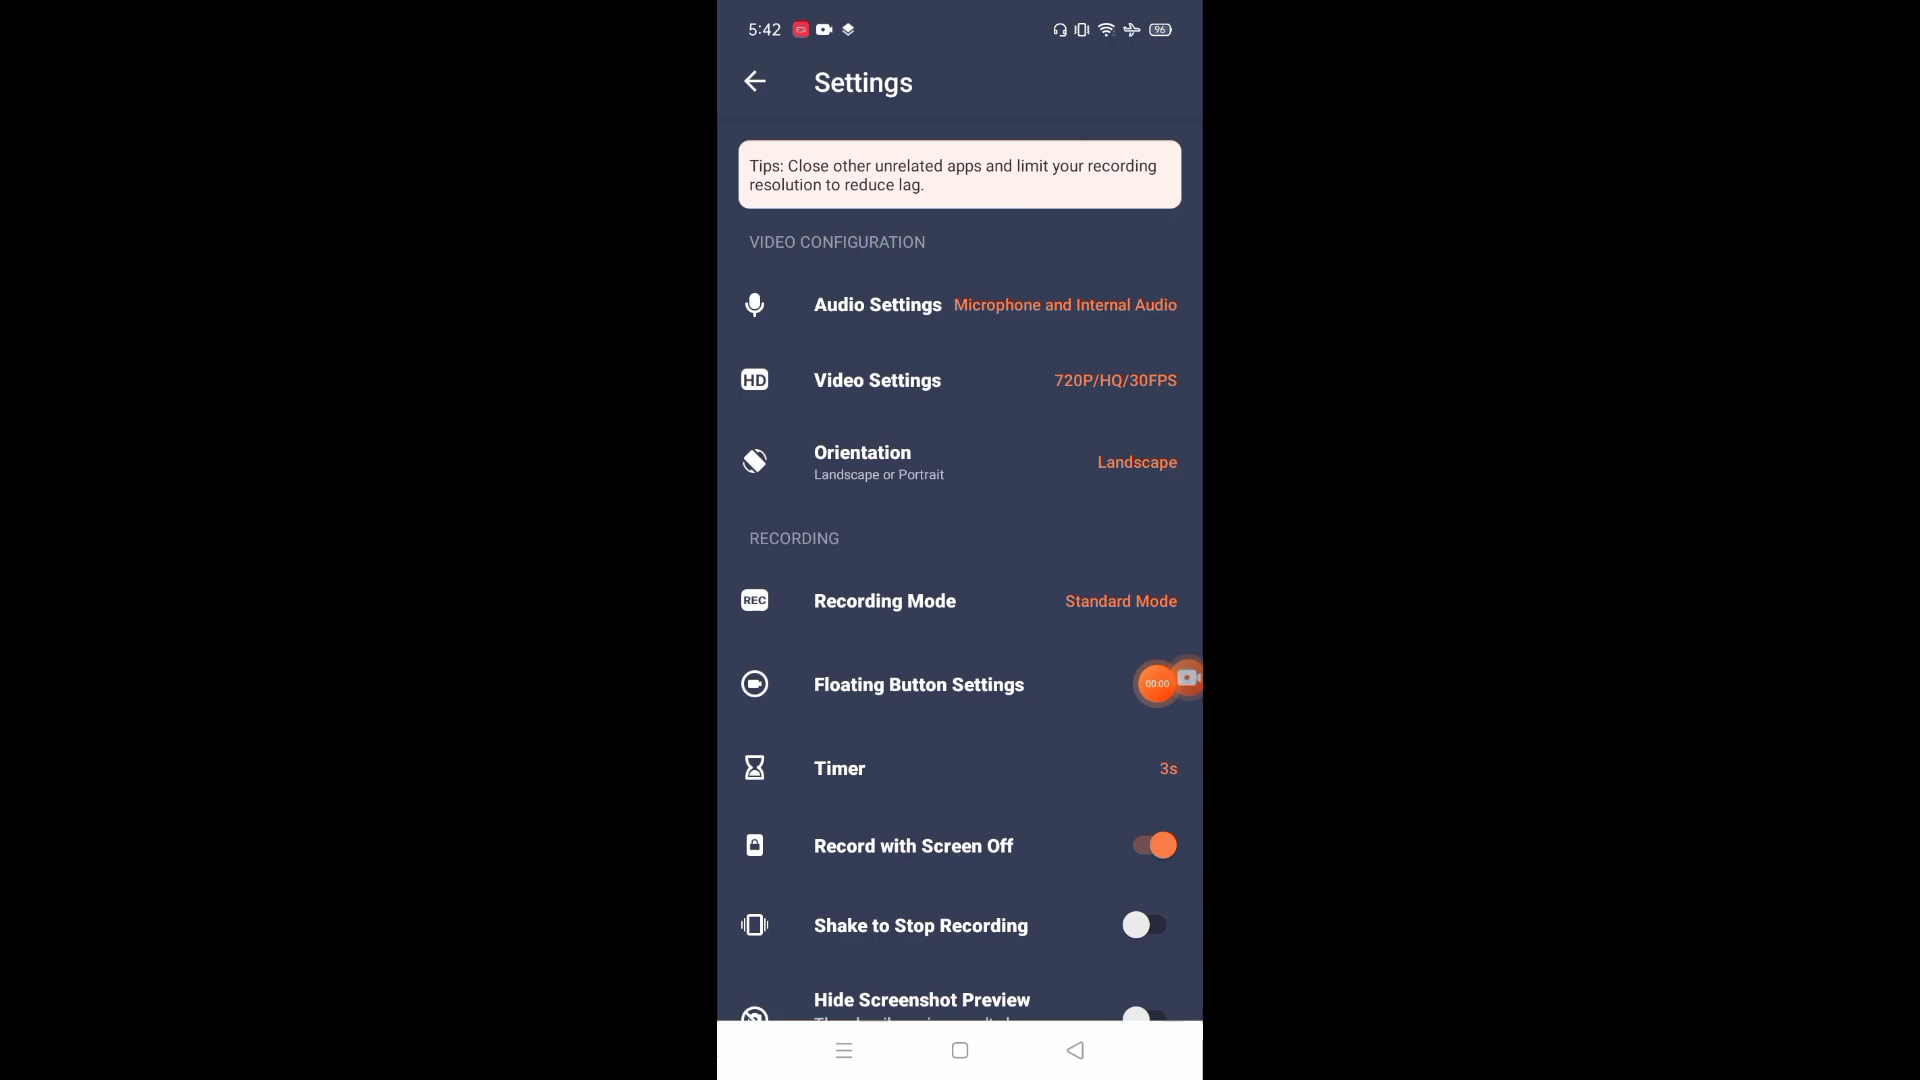 5:42
96
Settings
Tips: Close other unrelated apps and limit your recording
resolution to reduce lag.
VIDEO CONFIGURATION
Audio Settings Microphone and Internal Audio
HD Video Settings 720P/HQ/30FPS
Orientation
Landscape or Portrait
Landscape
RECORDING
REC Recording Mode Standard Mode
Floating Button Settings 00:00
Timer 3s
Record with Screen Off
Shake to Stop Recording
Hide Screenshot Preview